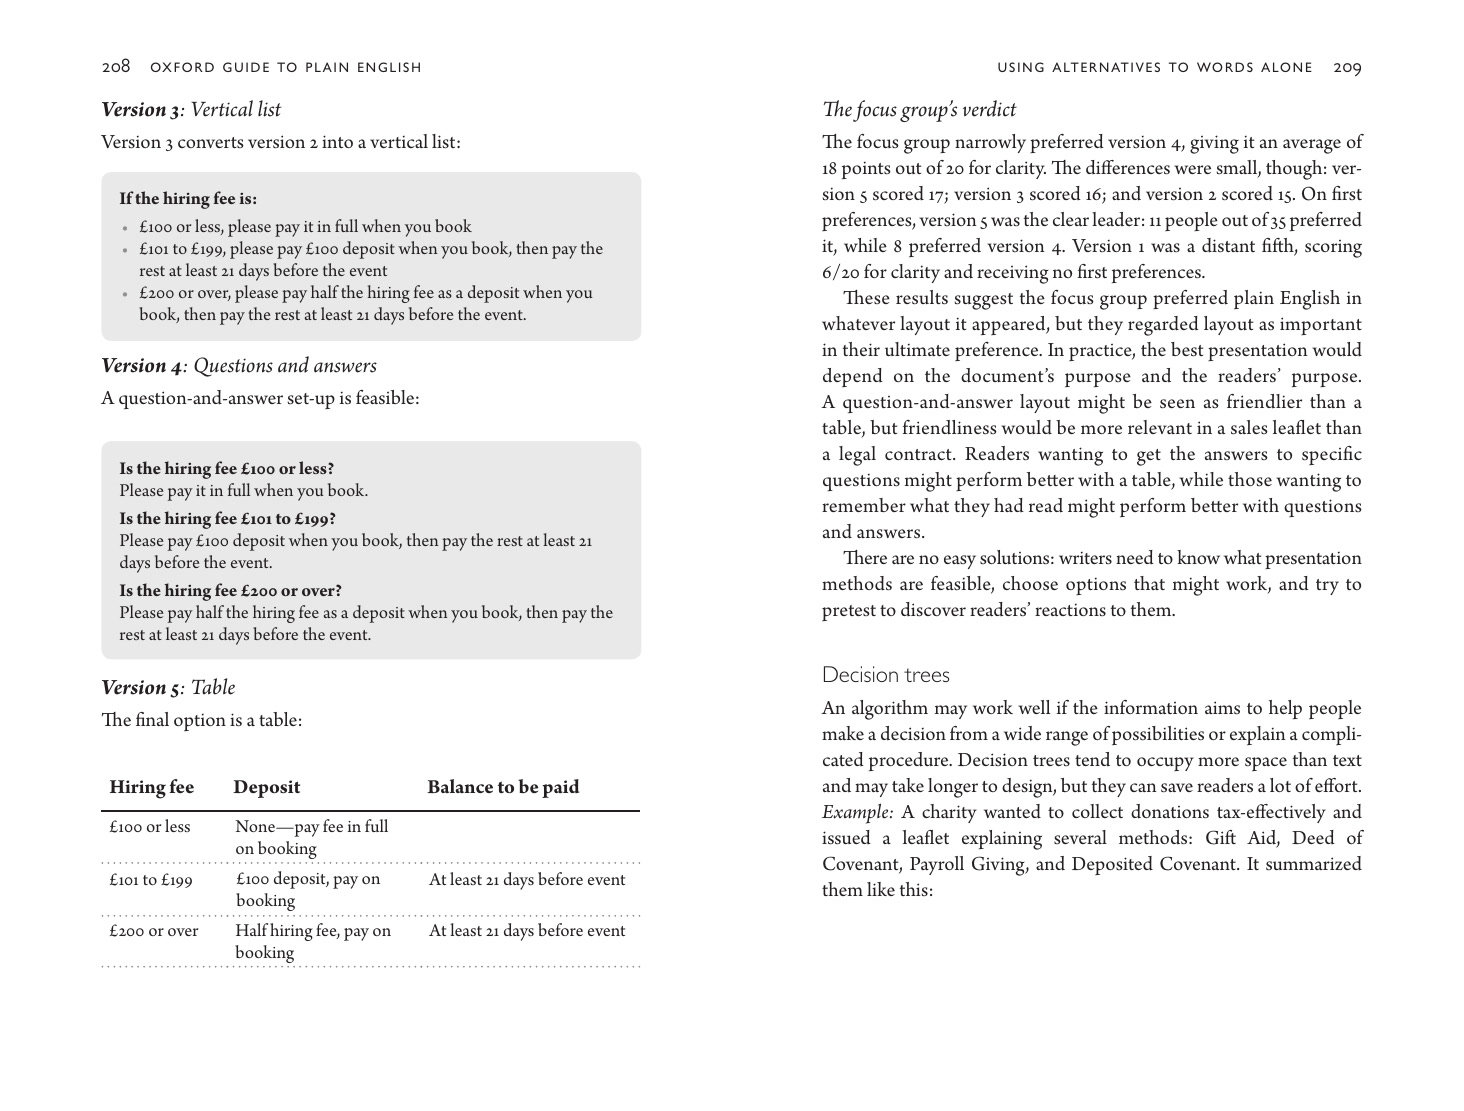 208 OXFORD GUIDE TO PLAIN ENGLISH
Version 3: Vertical list
Version 3 converts version 2 into a vertical list:
If the hiring fee is:
• £100 or less, please pay it in full when you book
• £101 to £199, please pay £100 deposit when you book, then pay the
rest at least 21 days before the event
• £200 or over, please pay half the hiring fee as a deposit when you
book, then pay the rest at least 21 days before the event.
Version 4: Questions and answers
A question-and-answer set-up is feasible:
Is the hiring fee £100 or less?
Please pay it in full when you book.
Is the hiring fee £101 to £199?
Please pay £100 deposit when you book, then pay the rest at least 21
days before the event.
Is the hiring fee £200 or over?
Please pay half the hiring fee as a deposit when you book, then pay the
rest at least 21 days before the event.
Version 5: Table
The final option is a table:
Hiring fee Deposit Balance to be paid
£100 or less None—pay fee in full
on booking
£101 to £199 £100 deposit, pay on At least 21 days before event
booking
£200 or over Half hiring fee, pay on At least 21 days before event
booking
USING ALTERNATIVES TO WORDS ALONE 209
The focus group's verdict
The focus group narrowly preferred version 4, giving it an average of
18 points out of 20 for clarity. The differences were small, though: ver-
sion 5 scored 17; version 3 scored 16; and version 2 scored 15. On first
preferences, version 5 was the clear leader: 11 people out of 35 preferred
it, while 8 preferred version 4. Version 1 was a distant fifth, scoring
6/20 for clarity and receiving no first preferences.
These results suggest the focus group preferred plain English in
whatever layout it appeared, but they regarded layout as important
in their ultimate preference. In practice, the best presentation would
depend on the document's purpose and the readers' purpose.
A question-and-answer layout might be seen as friendlier than a
table, but friendliness would be more relevant in a sales leaflet than
a legal contract. Readers wanting to get the answers to specific
questions might perform better with a table, while those wanting to
remember what they had read might perform better with questions
and answers.
There are no easy solutions: writers need to know what presentation
methods are feasible, choose options that might work, and try to
pretest to discover readers' reactions to them.
Decision trees
An algorithm may work well if the information aims to help people
make a decision from a wide range of possibilities or explain a compli-
cated procedure. Decision trees tend to occupy more space than text
and may take longer to design, but they can save readers a lot of effort.
Example: A charity wanted to collect donations tax-effectively and
issued a leaflet explaining several methods: Gift Aid, Deed of
Covenant, Payroll Giving, and Deposited Covenant. It summarized
them like this: